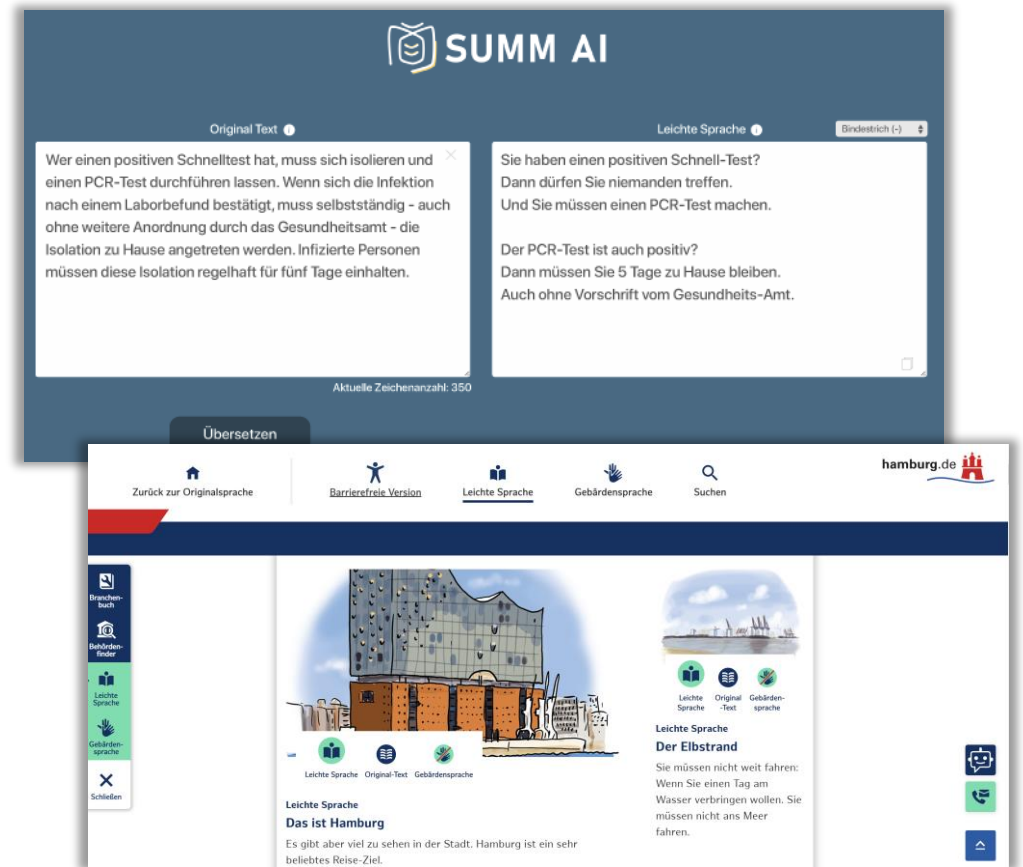 SUMM AI
Original Text
Wer einen positiven Schnelltest hat, muss sich isolieren und
einen PCR-Test durchführen lassen. Wenn sich die Infektion
nach einem Laborbefund bestätigt, muss selbstständig - auch
ohne weitere Anordnung durch das Gesundheitsamt - die
Isolation zu Hause angetreten werden. Infizierte Personen
müssen diese Isolation regelhaft für fünf Tage einhalten.
Aktuelle Zeichenanzahl: 350
Übersetzen
Leichte Sprache
Bindestrich (-)
Sie haben einen positiven Schnell-Test?
Dann dürfen Sie niemanden treffen.
Und Sie müssen einen PCR-Test machen.
Der PCR-Test ist auch positiv?
Dann müssen Sie 5 Tage zu Hause bleiben.
Auch ohne Vorschrift vom Gesundheits-Amt.
Zurück zur Originalsprache
Barrierefreie Version
Leichte Sprache
Gebärdensprache
Suchen
hamburg.de
Branchen-
buch
Behörden-
finder
Leichte
Sprache
Gebärden-
sprache
Schließen
Leichte Sprache
Original-Text
Gebärdensprache
Leichte Sprache
Das ist Hamburg
Es gibt aber viel zu sehen in der Stadt. Hamburg ist ein sehr
beliebtes Reise-Ziel.
Leichte
Sprache
Original
-Text
Gebärden-
sprache
Leichte Sprache
Der Elbstrand
Sie müssen nicht weit fahren:
Wenn Sie einen Tag am
Wasser verbringen wollen. Sie
müssen nicht ans Meer
fahren.